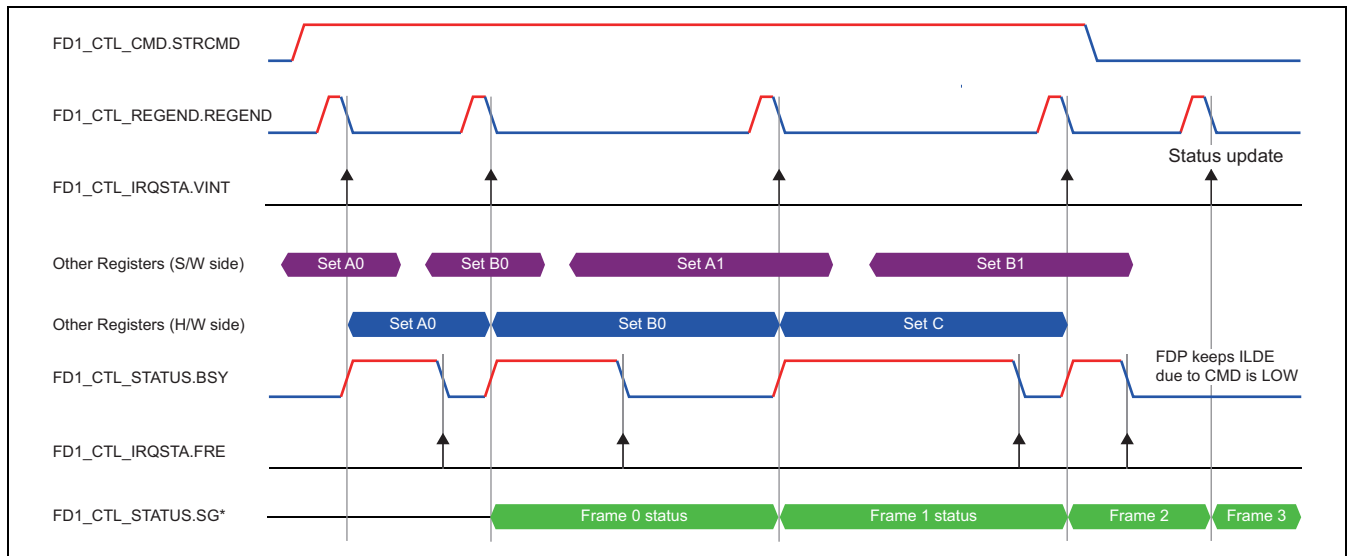 FD1_CTL_CMD.STRCMD
FD1_CTL_REGEND.REGEND
Status update
FD1_CTL_IRQSTA.VINT
Other Registers (S/W side)
Set A0
Set B0
Set A1
Set B1
Other Registers (H/W side)
Set A0
Set B0
Set C
FD1_CTL_STATUS.BSY
FDP keeps ILDE
due to CMD is LOW
FD1_CTL_IRQSTA.FRE
FD1_CTL_STATUS.SG*
Frame 0 status
Frame 1 status
Frame 2
Frame 3